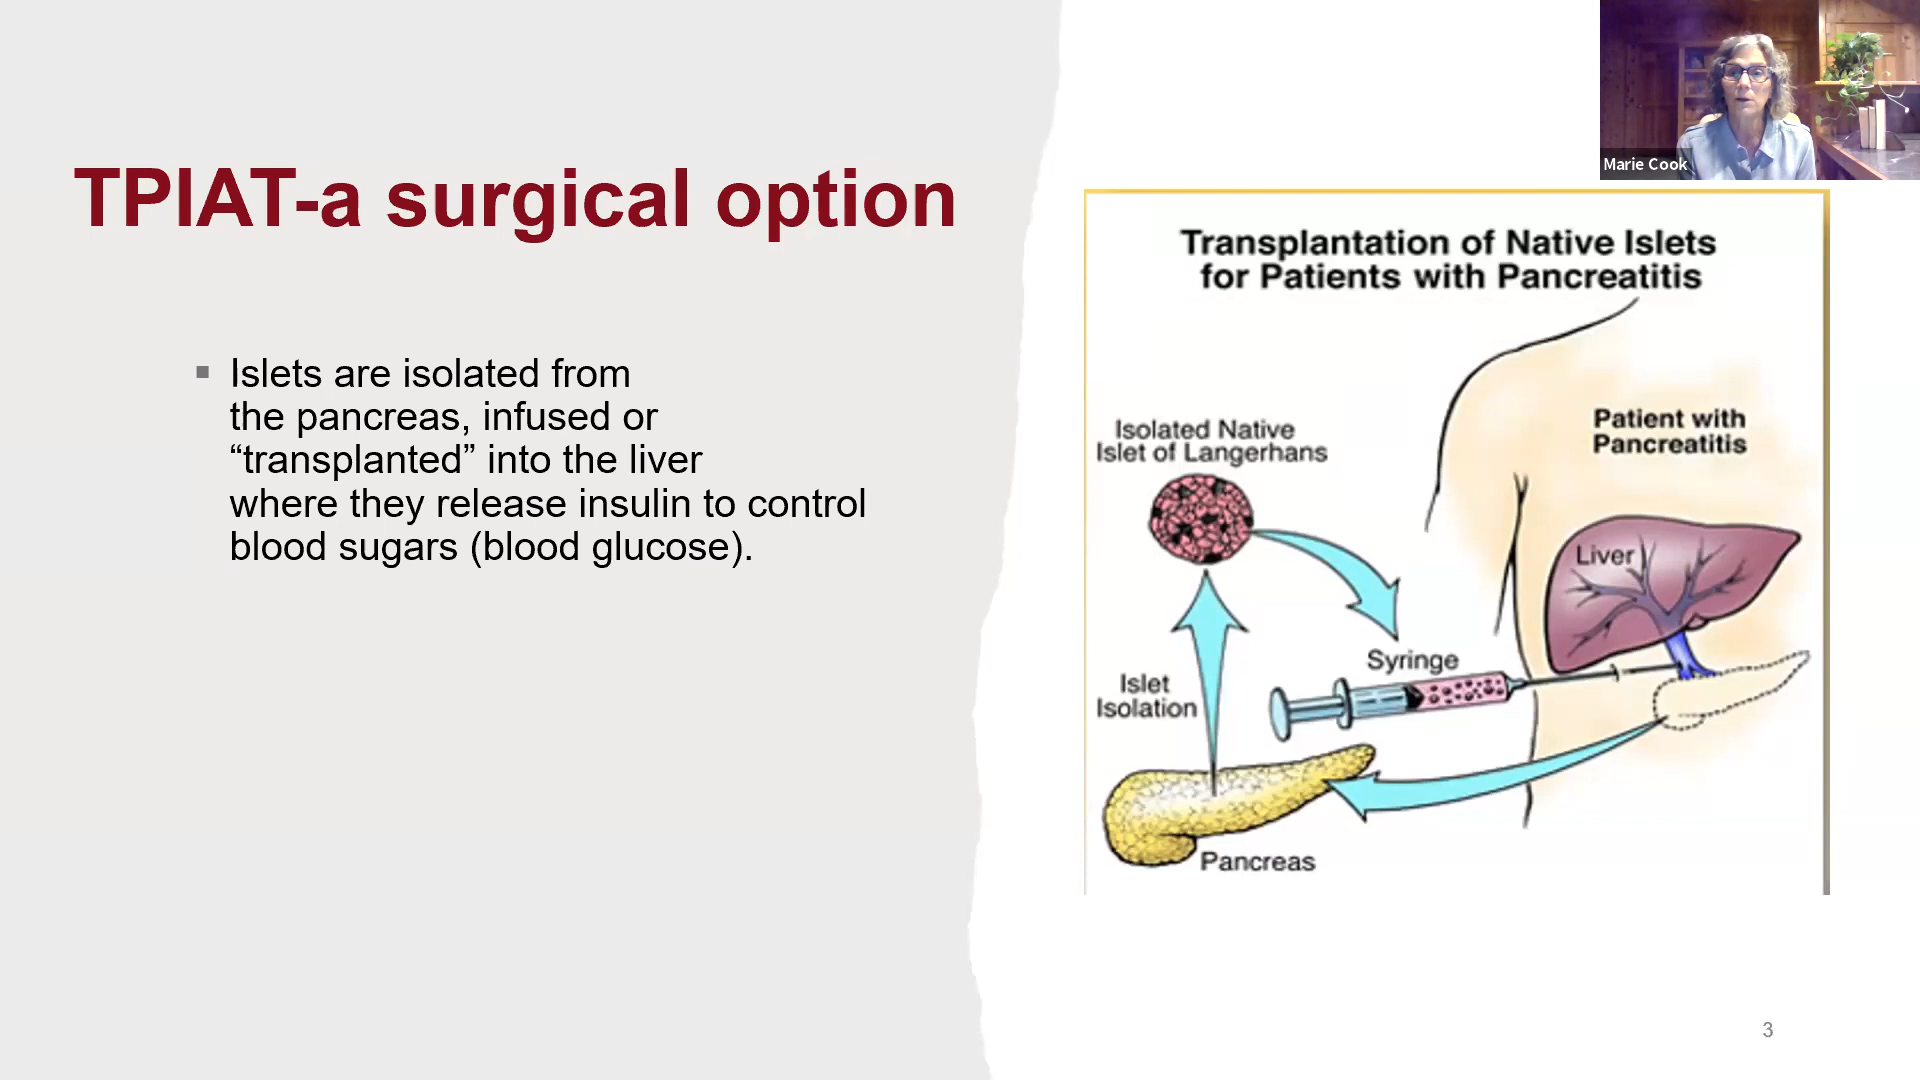 Marie Cook
TPIAT-a surgical option
Islets are isolated from
the pancreas, infused or
“transplanted” into the liver
where they release insulin to control
blood sugars (blood glucose).
Transplantation of Native Islets
for Patients with Pancreatitis
Isolated Native
Islet of Langerhans
Patient with
Pancreatitis
Liver
Syringe
Islet
Isolation
Pancreas
3